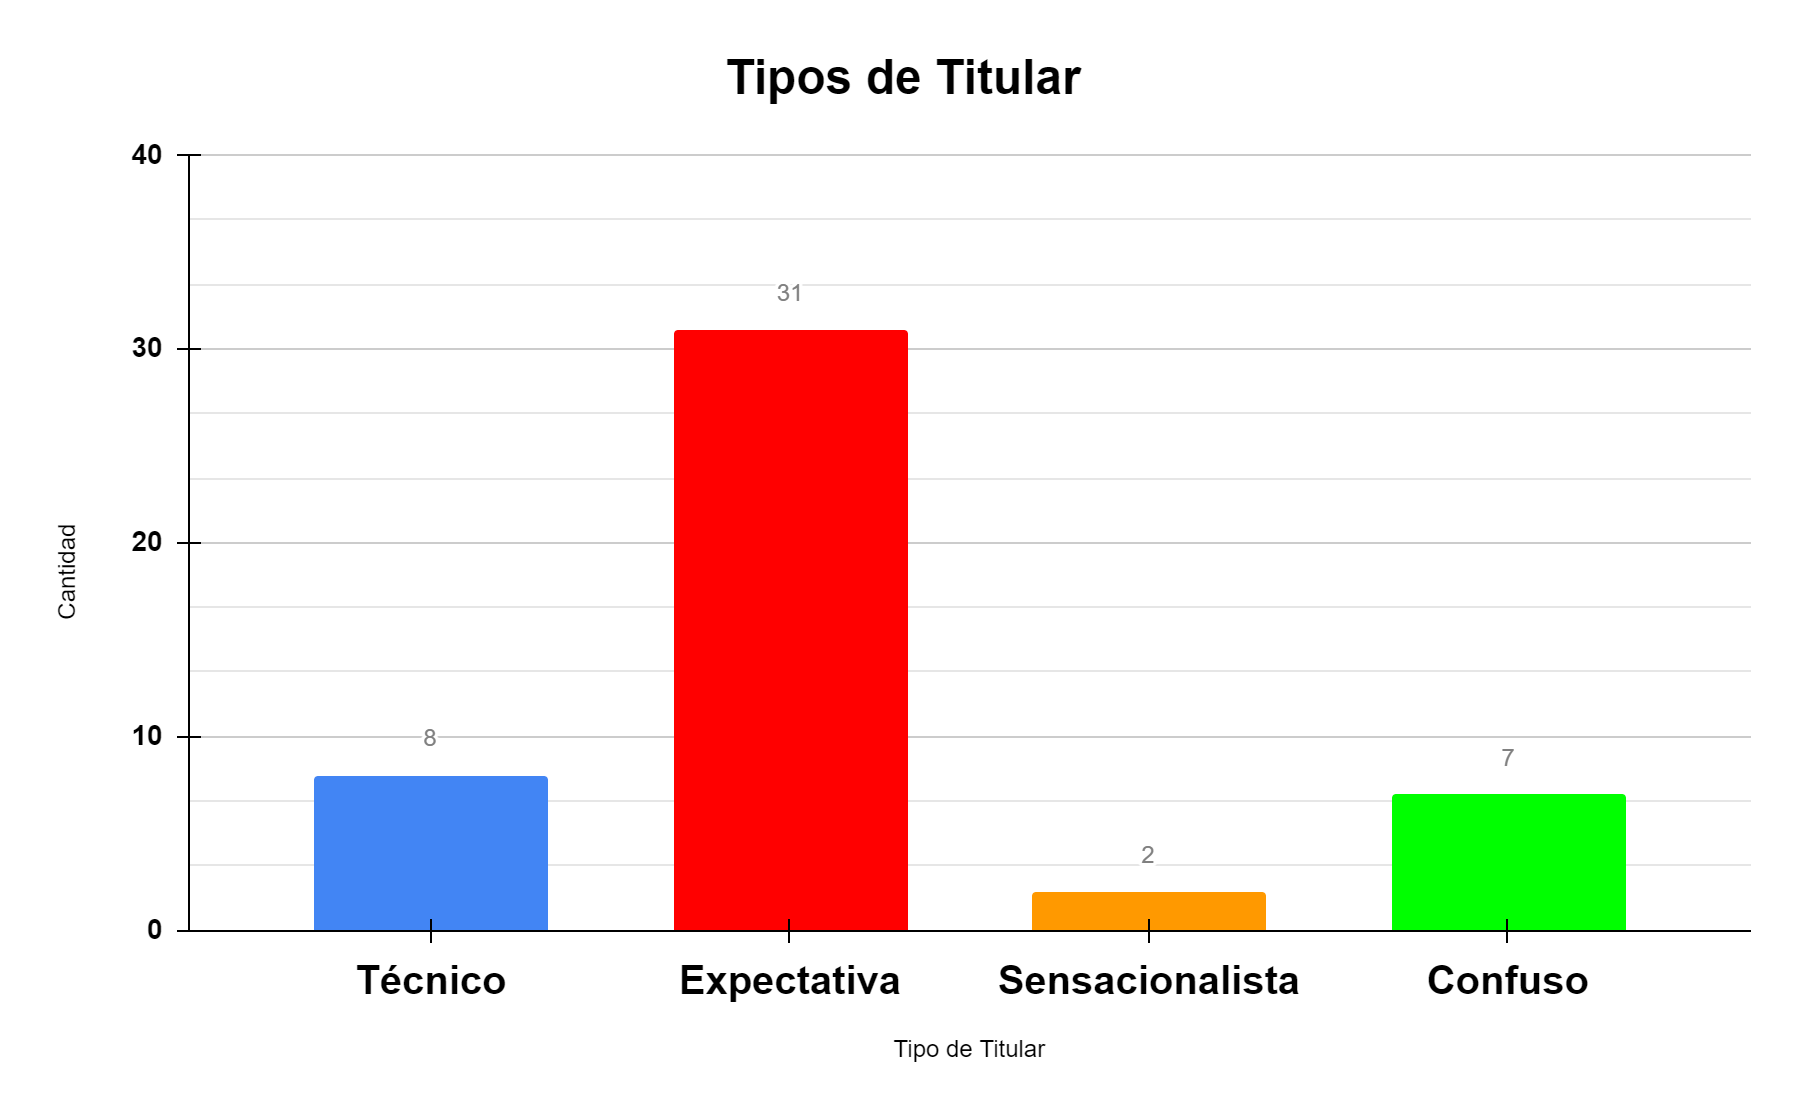 Tipos de Titular
40
30
20
10
0
Cantidad
8
31
2
7
Técnico
Expectativa
Sensacionalista
Confuso
Tipo de Titular